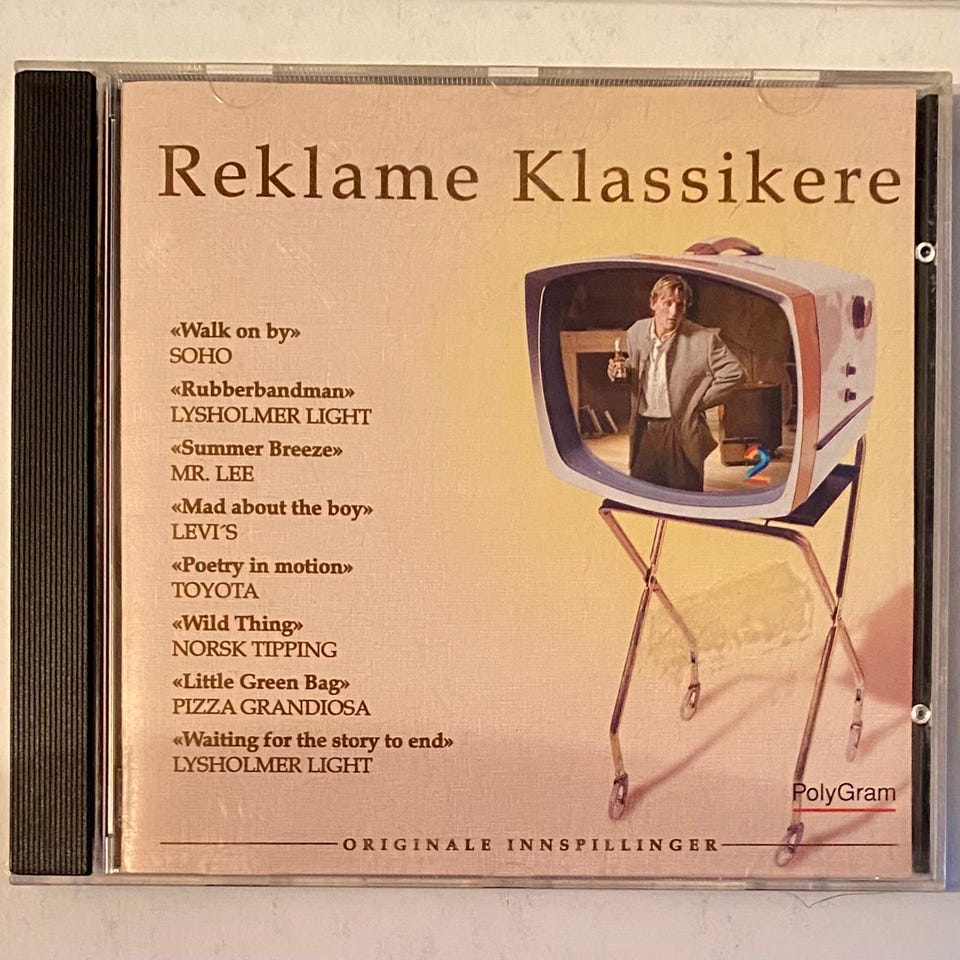 Reklame Klassikere
«Walk on by»
SOHO
«Rubberbandman»
LYSHOLMER LIGHT
«Summer Breeze»
MR. LEE
«Mad about the boy»
LEVI´S
«Poetry in motion»
TOYOTA
«Wild Thing»
NORSK TIPPING
«Little Green Bag»
PIZZA GRANDIOSA
«Waiting for the story to end»
LYSHOLMER LIGHT
2
PolyGram
ORIGINALE INNSPILLINGER